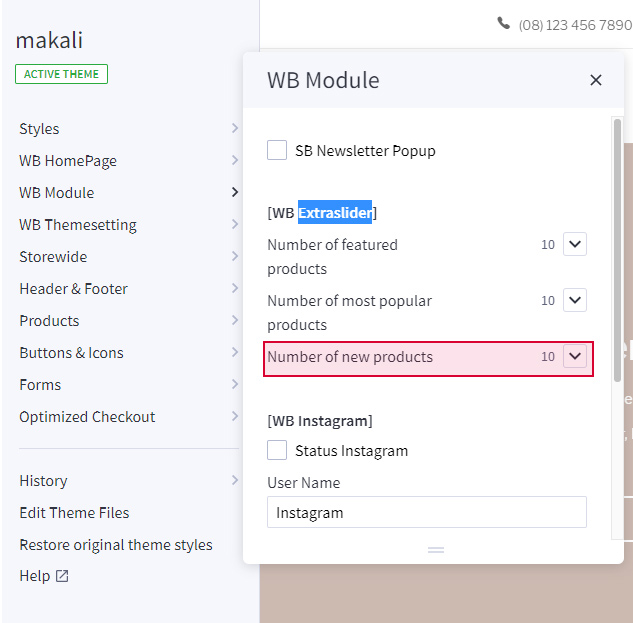 makali
ACTIVE THEME
Styles
WB HomePage
WB Module
WB Themesetting
Storewide
Header & Footer
Products
Buttons & Icons
Forms
Optimized Checkout
History
Edit Theme Files
Restore original theme styles
Help
(08) 123 456 7890
WB Module
SB Newsletter Popup
[WB Extraslider]
Number of featured 10
products
Number of most popular 10
products
Number of new products 10
[WB Instagram]
Status Instagram
User Name
Instagram